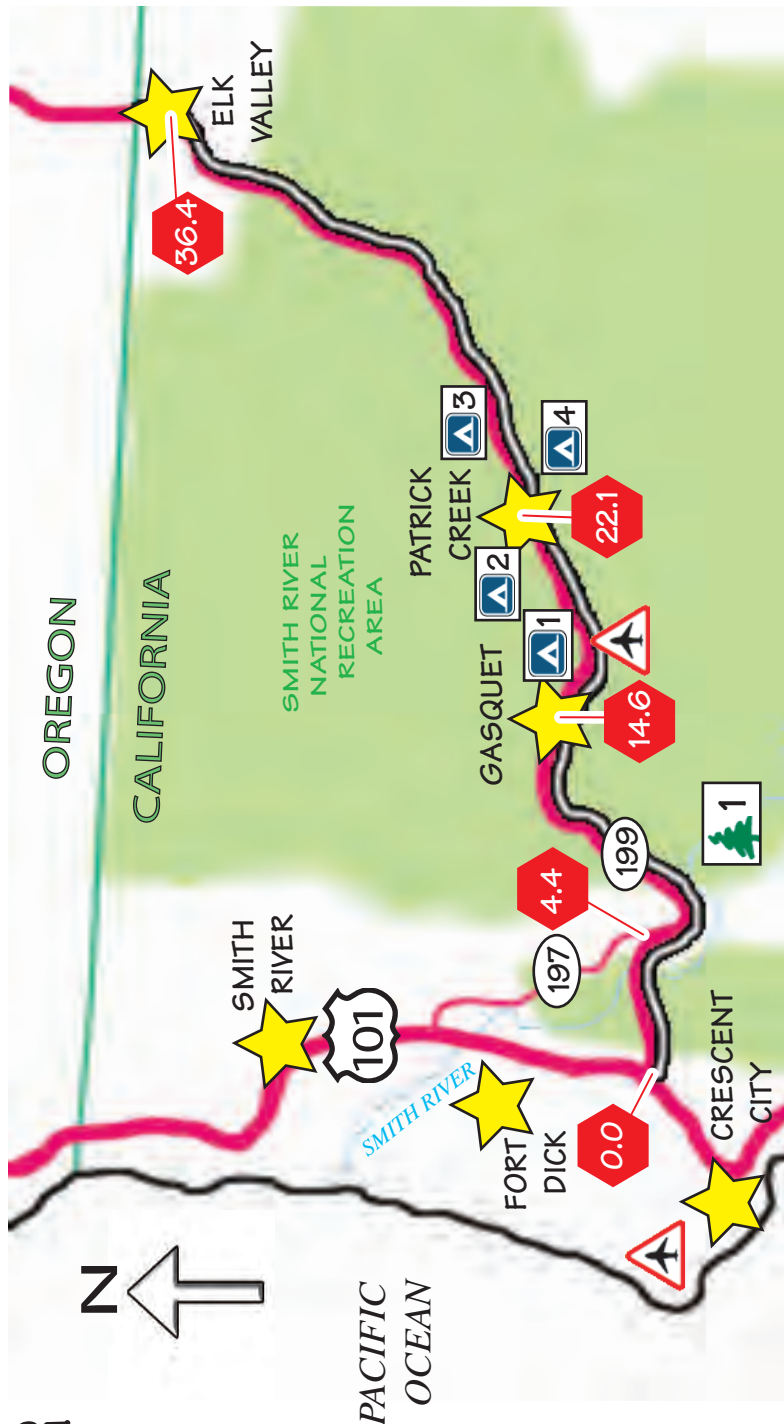 OREGON
CALIFORNIA
ELK
VALLEY
36.4
SMITH
RIVER
101
SMITH RIVER
NATIONAL
RECREATION
AREA
N
PACIFIC
OCEAN
SMITH RIVER
197
PATRICK
CREEK
3
2
4
22.1
GASQUET
1
14.6
FORT
DICK
4.4
199
0.0
1
CRESCENT
CITY